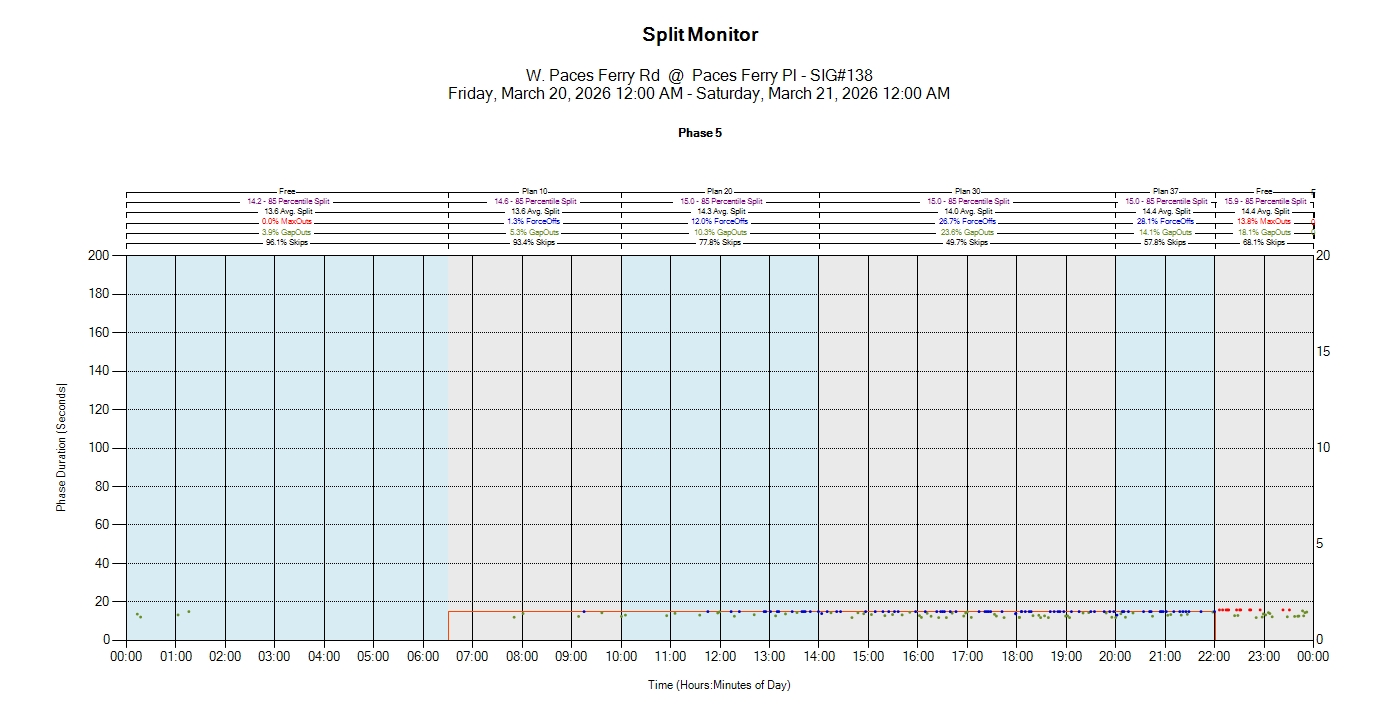 Split Monitor
W. Paces Ferry Rd @ Paces Ferry Pl - SIG#138
Friday, March 20, 2026 12:00 AM - Saturday, March 21, 2026 12:00 AM
Phase 5
Free Plan 10 Plan 20 Plan 30 Plan 37 Free
14.2 - 85 Percentile Split 14.6 - 85 Percentile Split 15.0 - 85 Percentile Split 15.0 - 85 Percentile Split 15.0 - 85 Percentile Split 15.9 - 85 Percentile Split
13.6 Avg. Split 13.6 Avg. Split 14.3 Avg. Split 14.0 Avg. Split 14.4 Avg. Split 14.4 Avg. Split
0.0% MaxOuts 1.3% ForceOffs 12.0% ForceOffs 26.7% ForceOffs 28.1% ForceOffs 13.8% MaxOuts
3.9% GapOuts 5.3% GapOuts 10.3% GapOuts 23.6% GapOuts 14.1% GapOuts 18.1% GapOuts
96.1% Skips 93.4% Skips 77.8% Skips 49.7% Skips 57.8% Skips 68.1% Skips
200 20
180
160
15
140
120
100 10
80
60
5
40
20
0 0
Phase Duration (Seconds)
00:00 01:00 02:00 03:00 04:00 05:00 06:00 07:00 08:00 09:00 10:00 11:00 12:00 13:00 14:00 15:00 16:00 17:00 18:00 19:00 20:00 21:00 22:00 23:00 00:00
Time (Hours:Minutes of Day)